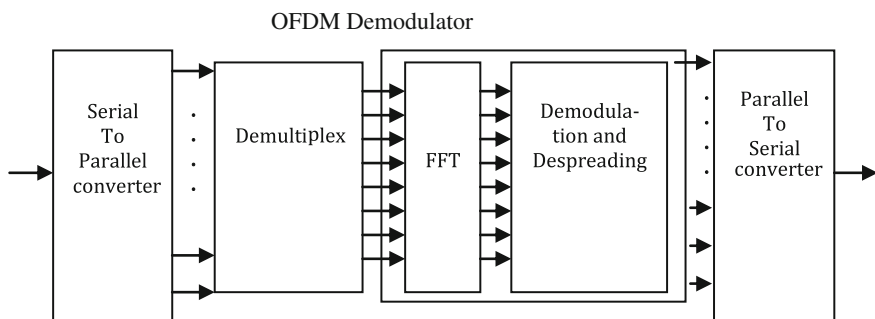 OFDM Demodulator
Serial
To
Parallel
converter
Demultiplex
FFT
Demodula-
tion and
Despreading
Parallel
To
Serial
converter